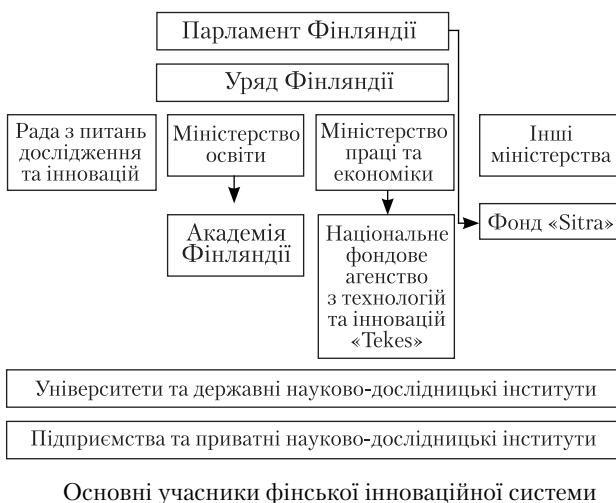 Парламент Фінляндії
Уряд Фінляндії
Рада з питань
дослідження
та інновацій
Міністерство
освіти
Міністерство
праці та
економіки
Інші
міністерства
Академія
Фінляндії
Національне
фондове
агенство
з технологій
та інновацій
«Tekes»
Фонд «Sitra»
Університети та державні науково-дослідницькі інститути
Підприємства та приватні науково-дослідницькі інститути
Основні учасники фінської інноваційної системи